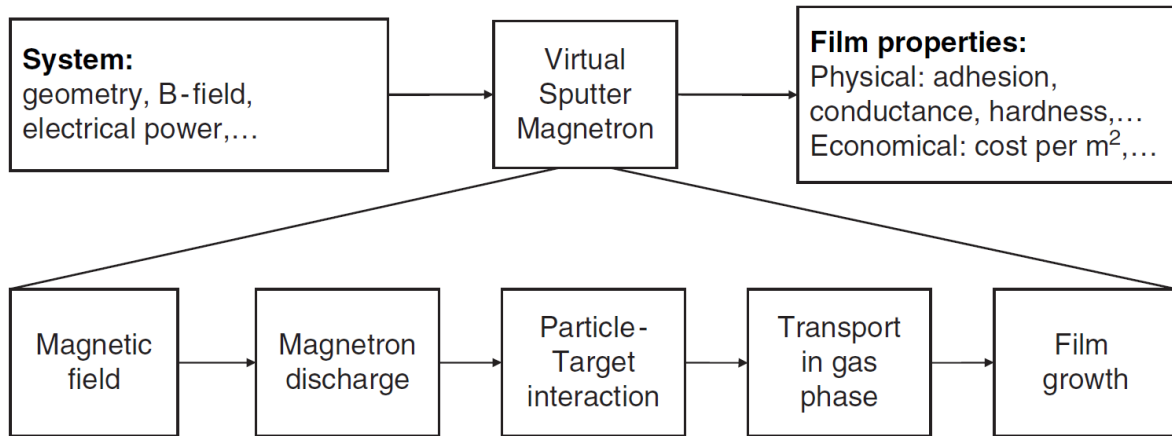 System:
geometry, B-field,
electrical power,...
Virtual
Sputter
Magnetron
Film properties:
Physical: adhesion,
conductance, hardness,...
Economical: cost per m²,...
Magnetic
field
Magnetron
discharge
Particle-
Target
interaction
Transport
in gas
phase
Film
growth